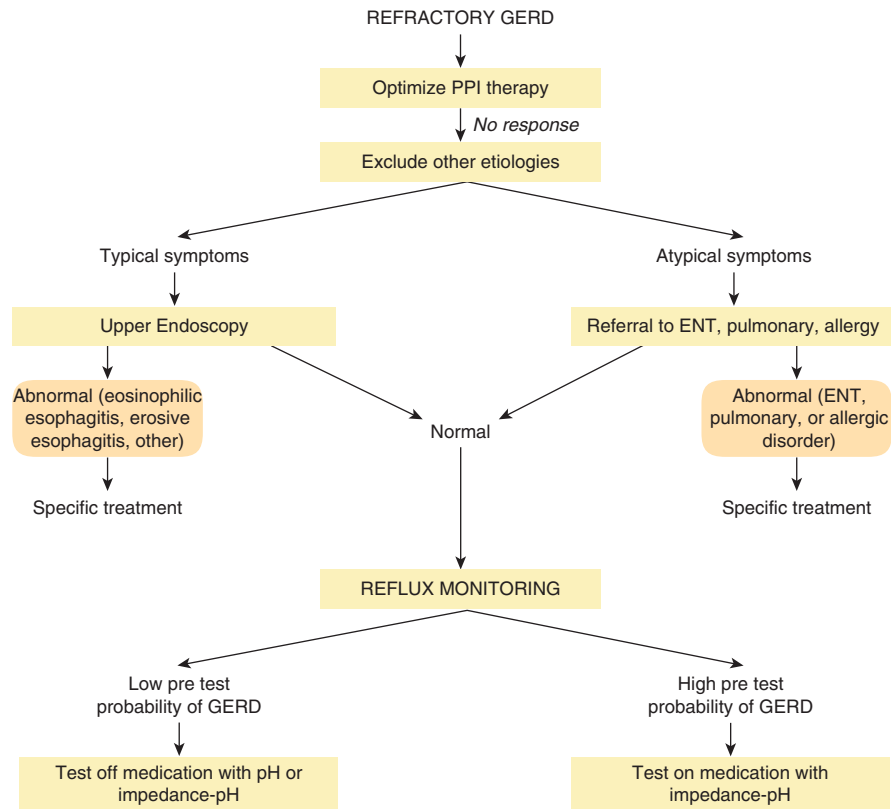 REFRACTORY GERD
Optimize PPI therapy
No response
Exclude other etiologies
Typical symptoms
Atypical symptoms
Upper Endoscopy
Referral to ENT, pulmonary, allergy
Abnormal (eosinophilic
esophagitis, erosive
esophagitis, other)
Normal
Abnormal (ENT,
pulmonary, or allergic
disorder)
Specific treatment
Specific treatment
REFLUX MONITORING
Low pre test
probability of GERD
High pre test
probability of GERD
Test off medication with pH or
impedance-pH
Test on medication with
impedance-pH